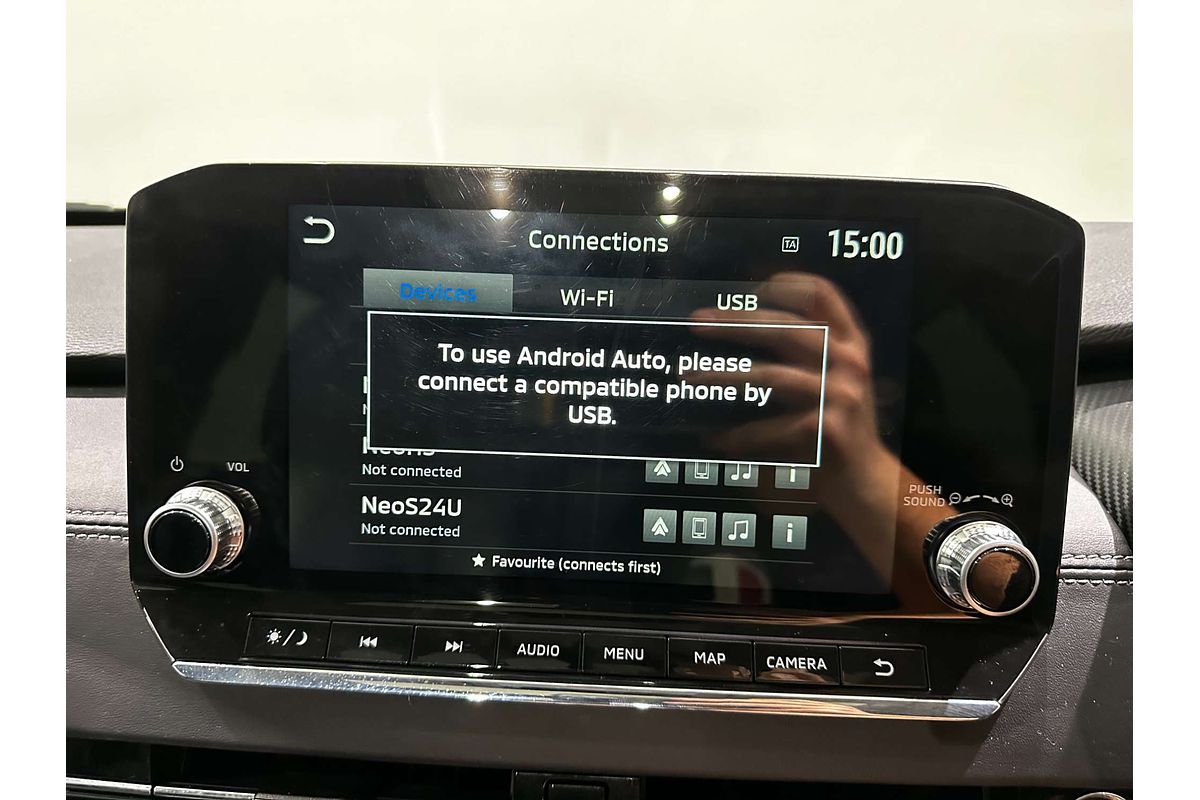 Connections
TA
15:00
Devices
Wi-Fi
USB
To use Android Auto, please
connect a compatible phone by
USB.
Not connected
NeoS24U
Not connected
Favourite (connects first)
VOL
PUSH
SOUND
AUDIO
MENU
MAP
CAMERA